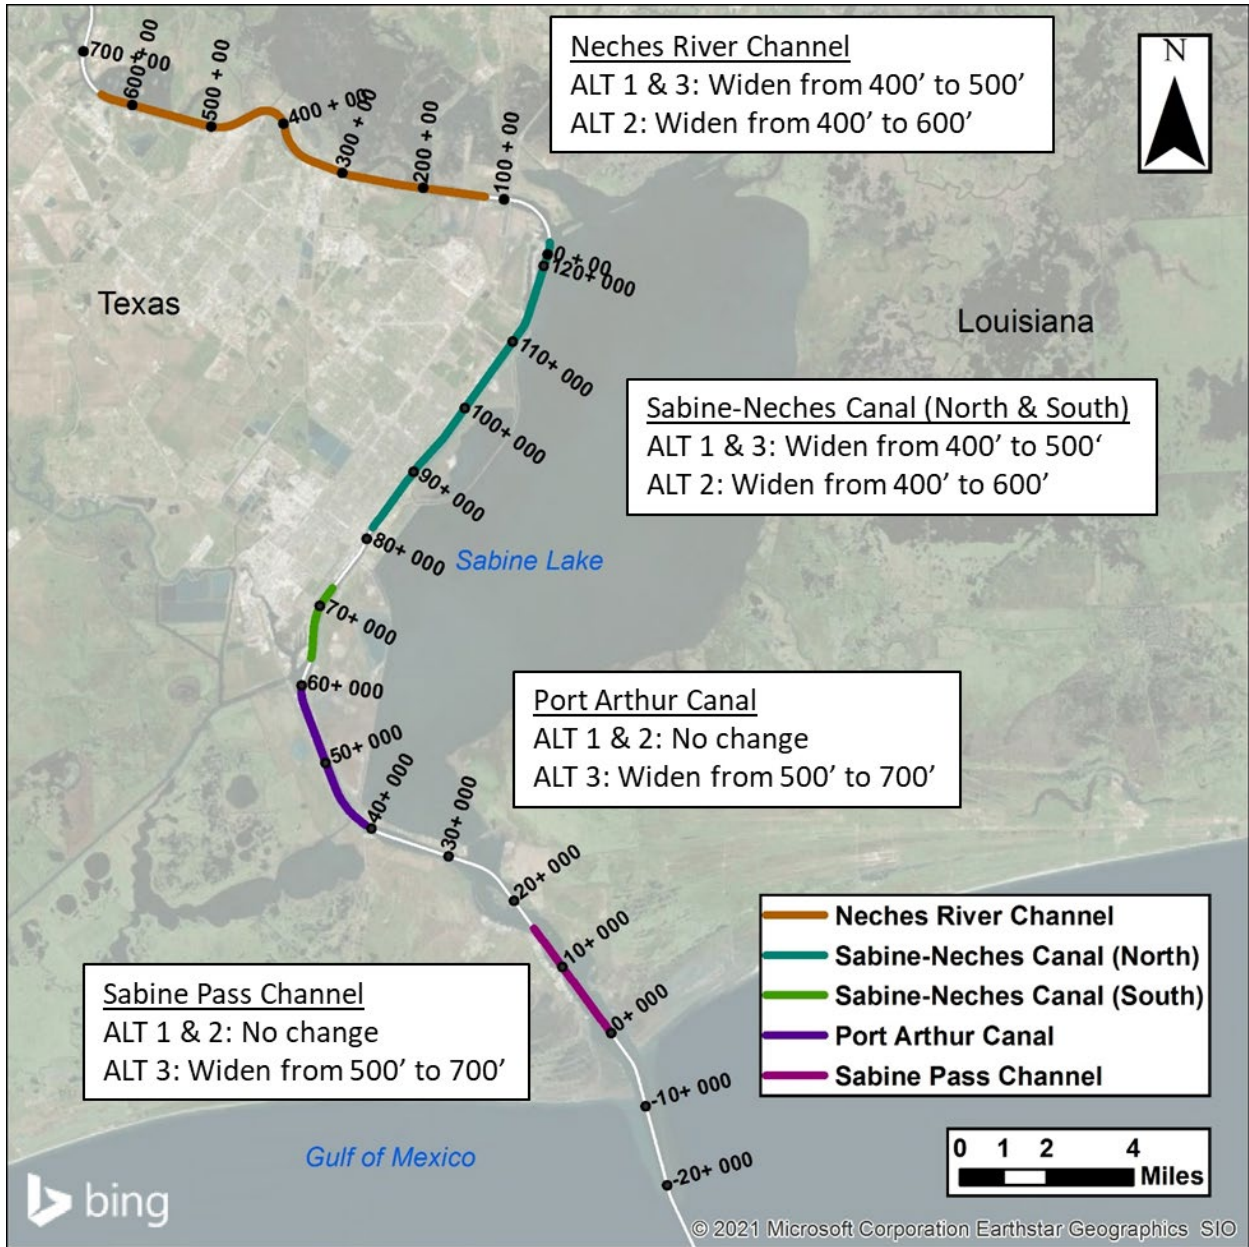 Neches River Channel
ALT 1 & 3: Widen from 400’ to 500’
ALT 2: Widen from 400’ to 600’
N
700 + 00
600 + 00
500 + 00
400 + 00
300 + 00
200 + 00
100 + 00
0 + 00
120+ 000
Texas
Louisiana
110+ 000
Sabine-Neches Canal (North & South)
ALT 1 & 3: Widen from 400’ to 500‘
ALT 2: Widen from 400’ to 600’
100+ 000
90+ 000
80+ 000
Sabine Lake
70+ 000
60+ 000
Port Arthur Canal
ALT 1 & 2: No change
ALT 3: Widen from 500’ to 700’
50+ 000
40+ 000
30+ 000
20+ 000
10+ 000
0+ 000
-10+ 000
-20+ 000
Neches River Channel
Sabine-Neches Canal (North)
Sabine-Neches Canal (South)
Port Arthur Canal
Sabine Pass Channel
Sabine Pass Channel
ALT 1 & 2: No change
ALT 3: Widen from 500’ to 700’
Gulf of Mexico
0 1 2 4
Miles
bing
© 2021 Microsoft Corporation Earthstar Geographics SIO